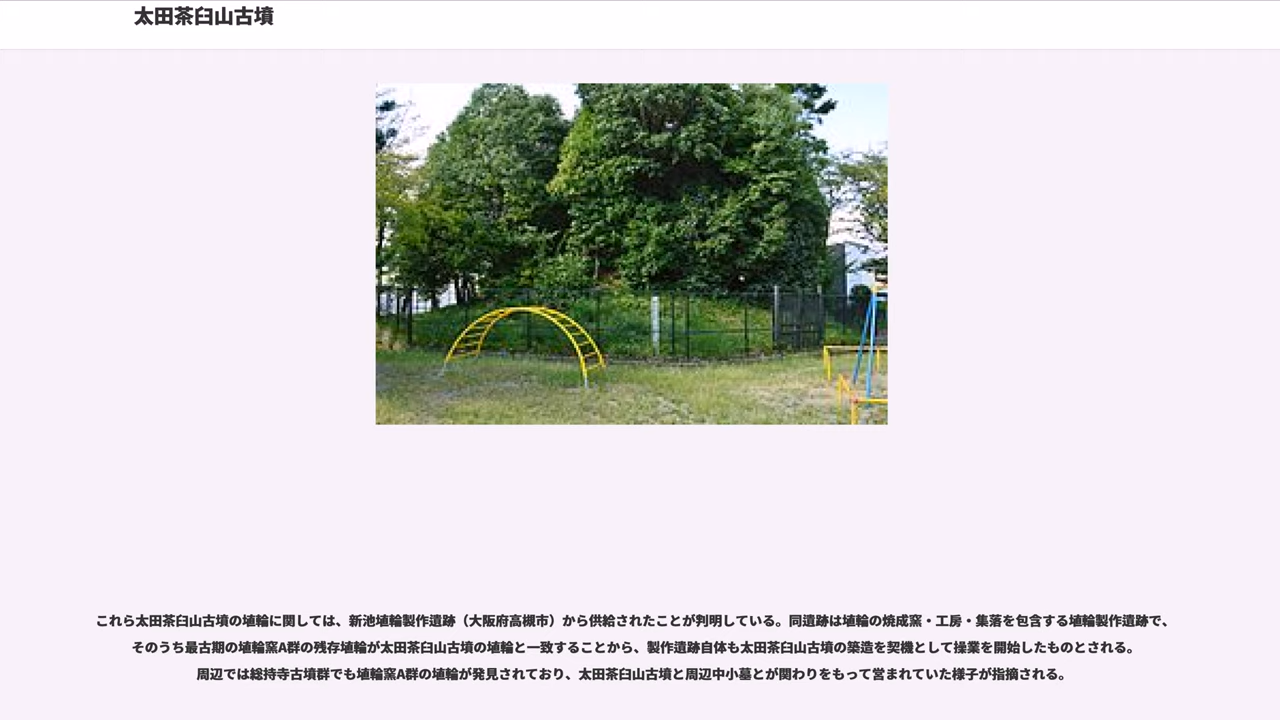 太田茶臼山古墳
これら太田茶臼山古墳の埴輪に関しては、新池埴輪製作遺跡（大阪府高槻市）から供給されたことが判明している。同遺跡は埴輪の焼成窯・工房・集落を包含する埴輪製作遺跡で、
そのうち最古期の埴輪窯A群の残存埴輪が太田茶臼山古墳の埴輪と一致することから、製作遺跡自体も太田茶臼山古墳の築造を契機として操業を開始したものとされる。
周辺では総持寺古墳群でも埴輪窯A群の埴輪が発見されており、太田茶臼山古墳と周辺中小墓とが関わりをもって営まれていた様子が指摘される。